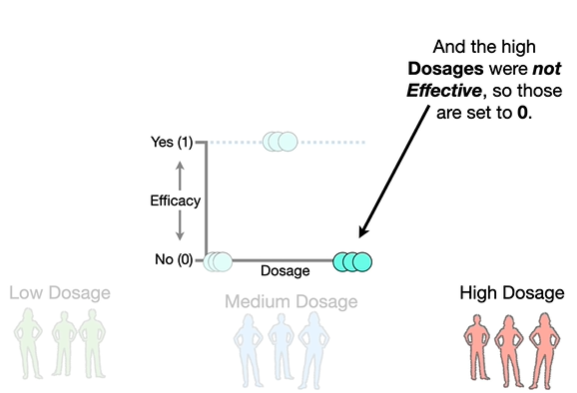 And the high
Dosages were not
Effective, so those
are set to 0.
Yes (1)
Efficacy
No (0)
Dosage
Low Dosage
Medium Dosage
High Dosage